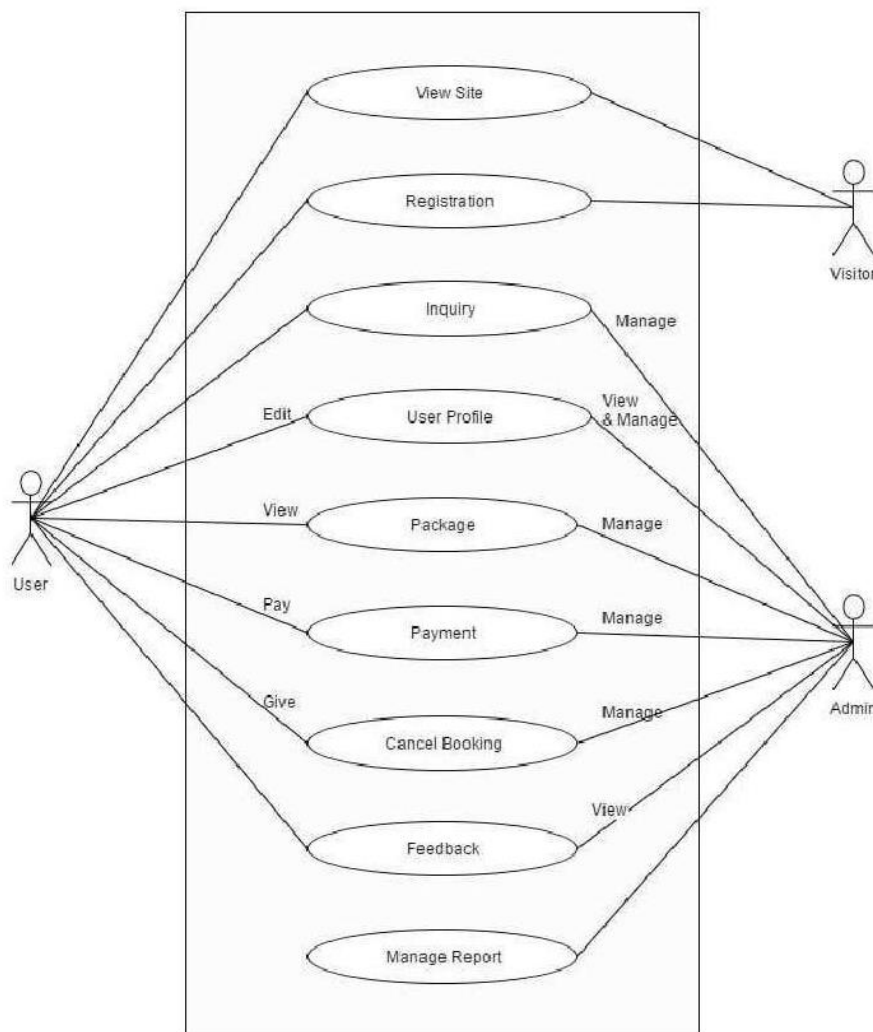 View Site
Registration
Visitor
Inquiry
Manage
Edit
User Profile
View
& Manage
View
Package
Manage
User
Pay
Payment
Manage
Give
Cancel Booking
Manage
Admin
Feedback
View
Manage Report